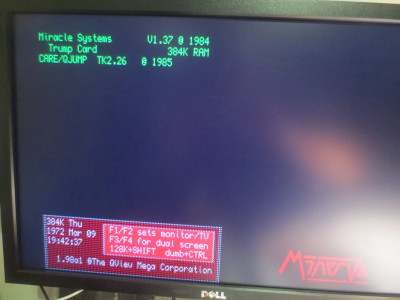 Miracle Systems V1.37 @ 1984
Trump Card 384K RAM
CARE/QJUMP TK2.26 @ 1985
384K Thu
1972 Mar 09
19:42:37
F1/F2 sets monitor/TV
F3/F4 for dual screen
128K+SHIFT dumb+CTRL
1.98a1 @The QView Mega Corporation
Minerva
DELL